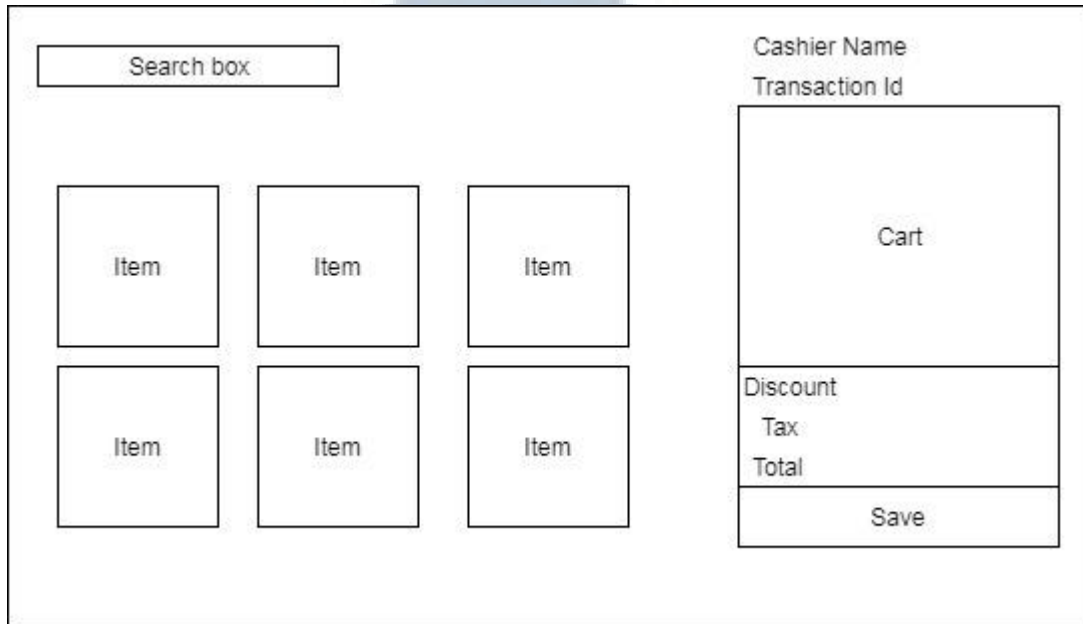 Search box
Cashier Name
Transaction Id
Item
Item
Item
Cart
Item
Item
Item
Discount
Tax
Total
Save